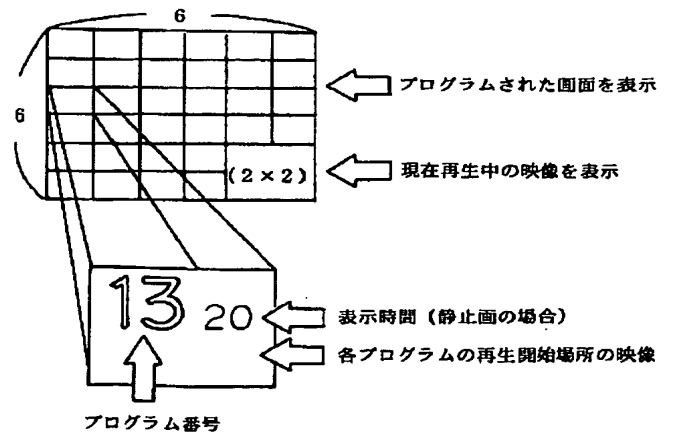 6
6
プログラムされた画面を表示
(2×2)
現在再生中の映像を表示
13 20
表示時間（静止画の場合）
各プログラムの再生開始場所の映像
プログラム番号